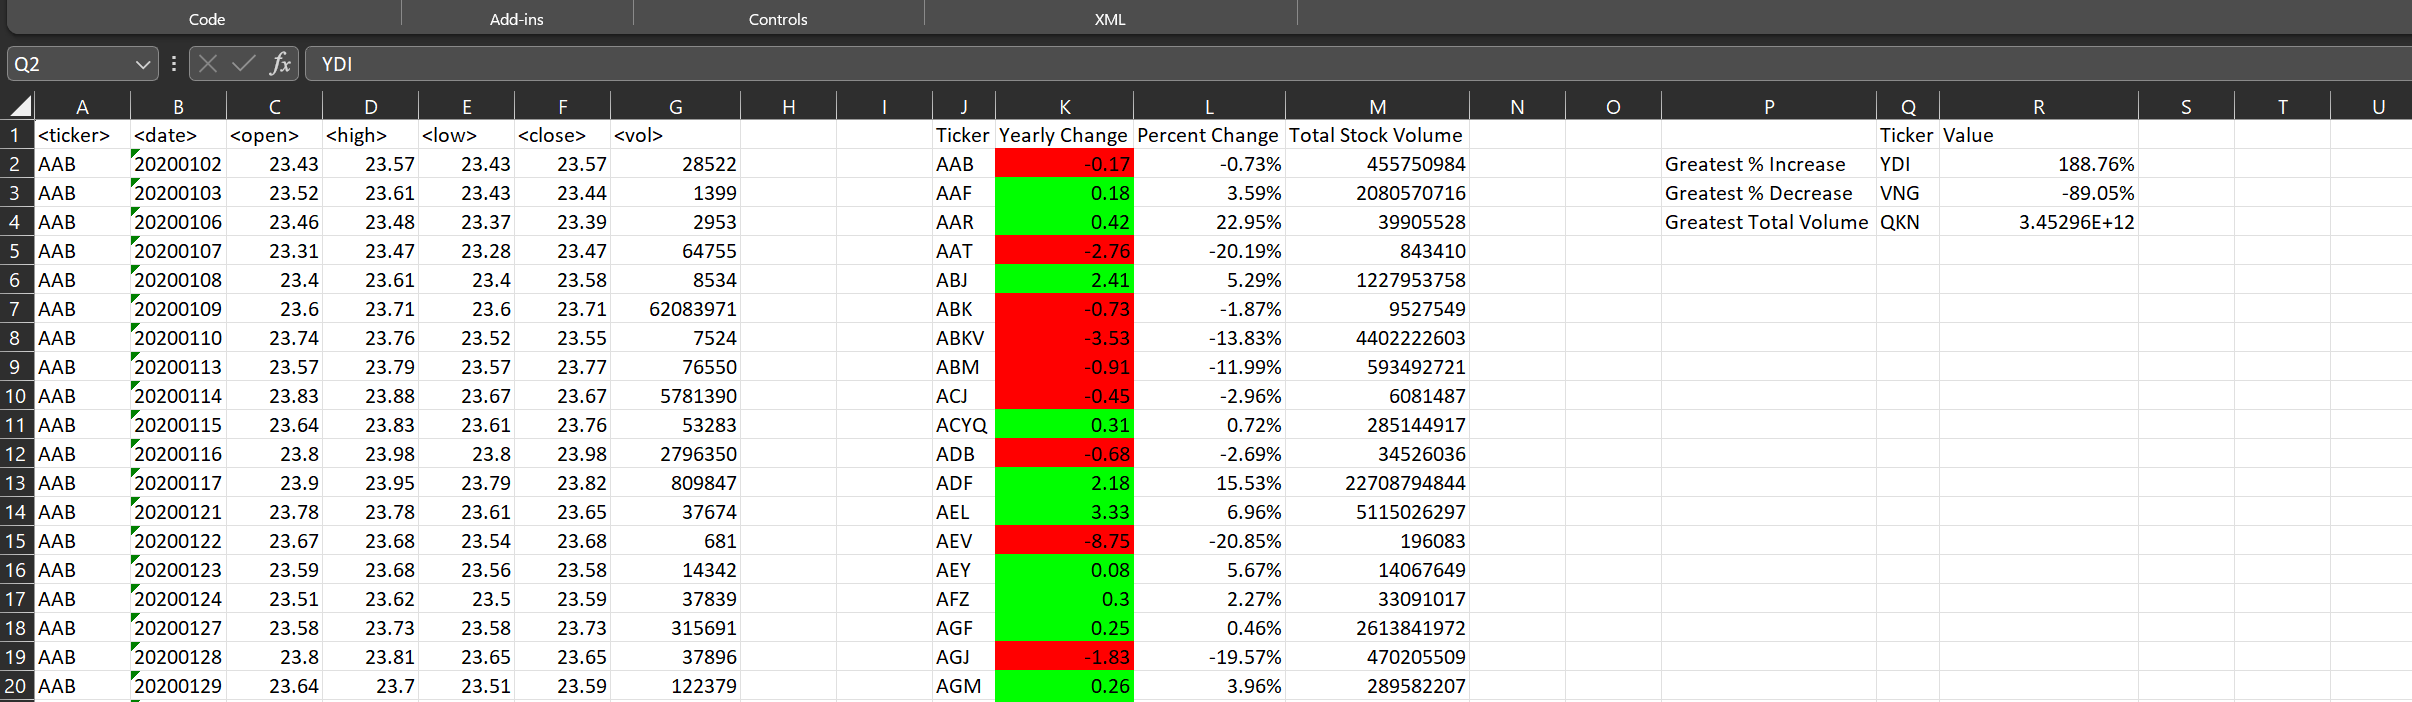 Code Add-ins Controls XML
Q2 fx YDI
A B C D E F G H I J K L M N O P Q R S T U
1 <ticker> <date> <open> <high> <low> <close> <vol> Ticker Yearly Change Percent Change Total Stock Volume Ticker Value
2 AAB 20200102 23.43 23.57 23.43 23.57 28522 AAB -0.17 -0.73% 455750984 Greatest % Increase YDI 188.76%
3 AAB 20200103 23.52 23.61 23.43 23.44 1399 AAF 0.18 3.59% 2080570716 Greatest % Decrease VNG -89.05%
4 AAB 20200106 23.46 23.48 23.37 23.39 2953 AAR 0.42 22.95% 39905528 Greatest Total Volume QKN 3.45296E+12
5 AAB 20200107 23.31 23.47 23.28 23.47 64755 AAT -2.76 -20.19% 843410
6 AAB 20200108 23.4 23.61 23.4 23.58 8534 ABJ 2.41 5.29% 1227953758
7 AAB 20200109 23.6 23.71 23.6 23.71 62083971 ABK -0.73 -1.87% 9527549
8 AAB 20200110 23.74 23.76 23.52 23.55 7524 ABKV -3.53 -13.83% 4402222603
9 AAB 20200113 23.57 23.79 23.57 23.77 76550 ABM -0.91 -11.99% 593492721
10 AAB 20200114 23.83 23.88 23.67 23.67 5781390 ACJ -0.45 -2.96% 6081487
11 AAB 20200115 23.64 23.83 23.61 23.76 53283 ACYQ 0.31 0.72% 285144917
12 AAB 20200116 23.8 23.98 23.8 23.98 2796350 ADB -0.68 -2.69% 34526036
13 AAB 20200117 23.9 23.95 23.79 23.82 809847 ADF 2.18 15.53% 22708794844
14 AAB 20200121 23.78 23.78 23.61 23.65 37674 AEL 3.33 6.96% 5115026297
15 AAB 20200122 23.67 23.68 23.54 23.68 681 AEV -8.75 -20.85% 196083
16 AAB 20200123 23.59 23.68 23.56 23.58 14342 AEY 0.08 5.67% 14067649
17 AAB 20200124 23.51 23.62 23.5 23.59 37839 AFZ 0.3 2.27% 33091017
18 AAB 20200127 23.58 23.73 23.58 23.73 315691 AGF 0.25 0.46% 2613841972
19 AAB 20200128 23.8 23.81 23.65 23.65 37896 AGJ -1.83 -19.57% 470205509
20 AAB 20200129 23.64 23.7 23.51 23.59 122379 AGM 0.26 3.96% 289582207